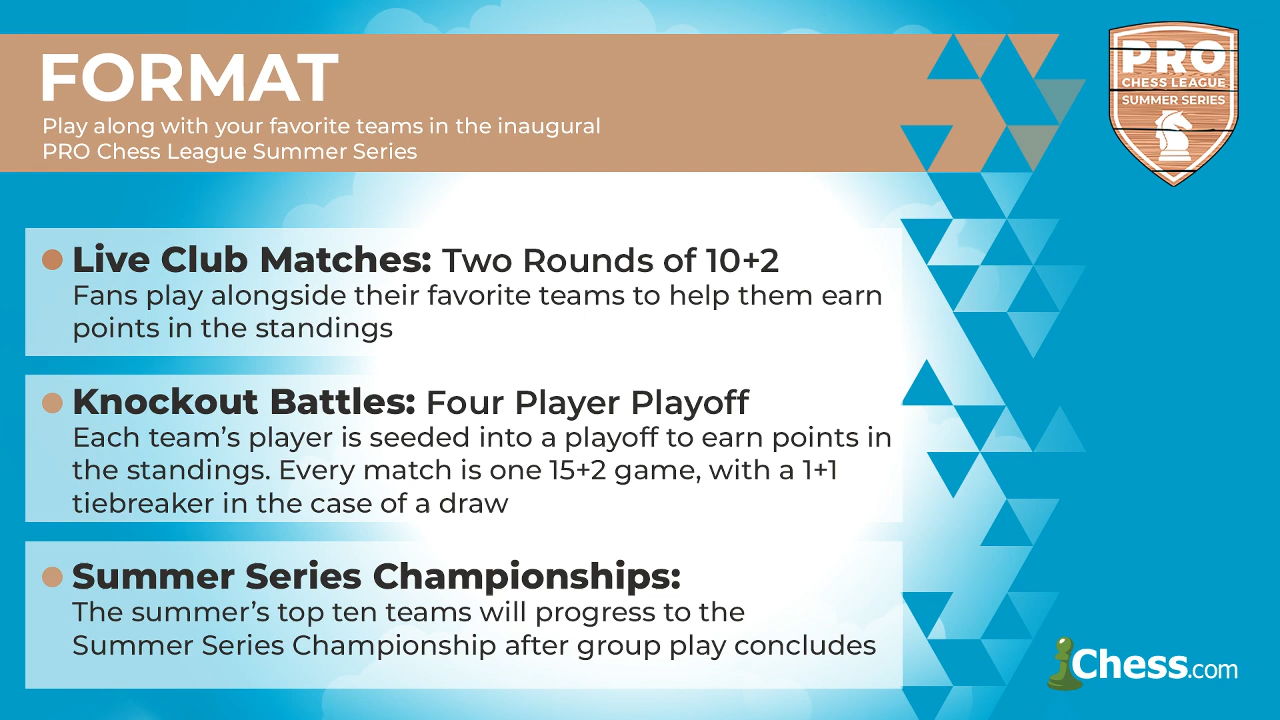 FORMAT
Play along with your favorite teams in the inaugural
PRO Chess League Summer Series
PRO
CHESS LEAGUE
SUMMER SERIES
Live Club Matches: Two Rounds of 10+2
Fans play alongside their favorite teams to help them earn
points in the standings
Knockout Battles: Four Player Playoff
Each team’s player is seeded into a playoff to earn points in
the standings. Every match is one 15+2 game, with a 1+1
tiebreaker in the case of a draw
Summer Series Championships:
The summer’s top ten teams will progress to the
Summer Series Championship after group play concludes
Chess.com